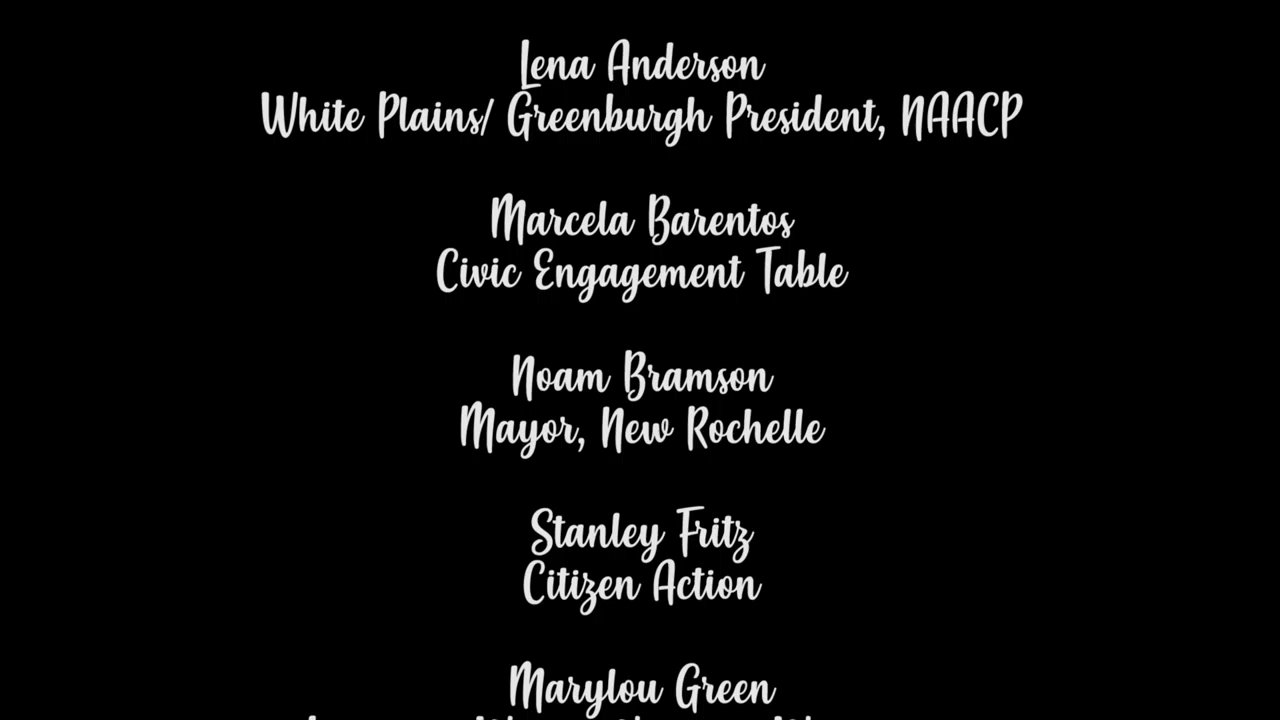 Lena Anderson
White Plains/ Greenburgh President, NAACP
Marcela Barentos
Civic Engagement Table
Noam Bramson
Mayor, New Rochelle
Stanley Fritz
Citizen Action
Marylou Green